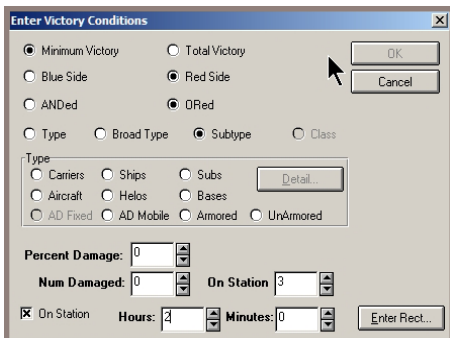 Enter Victory Conditions
Minimum Victory Total Victory OK
Blue Side Red Side Cancel
ANDed ORed
Type Broad Type Subtype Class
Type
Carriers Ships Subs Detail...
Aircraft Helos Bases
AD Fixed AD Mobile Armored UnArmored
Percent Damage: 0
Num Damaged: 0 On Station 3
On Station Hours: 2 Minutes: 0 Enter Rect...